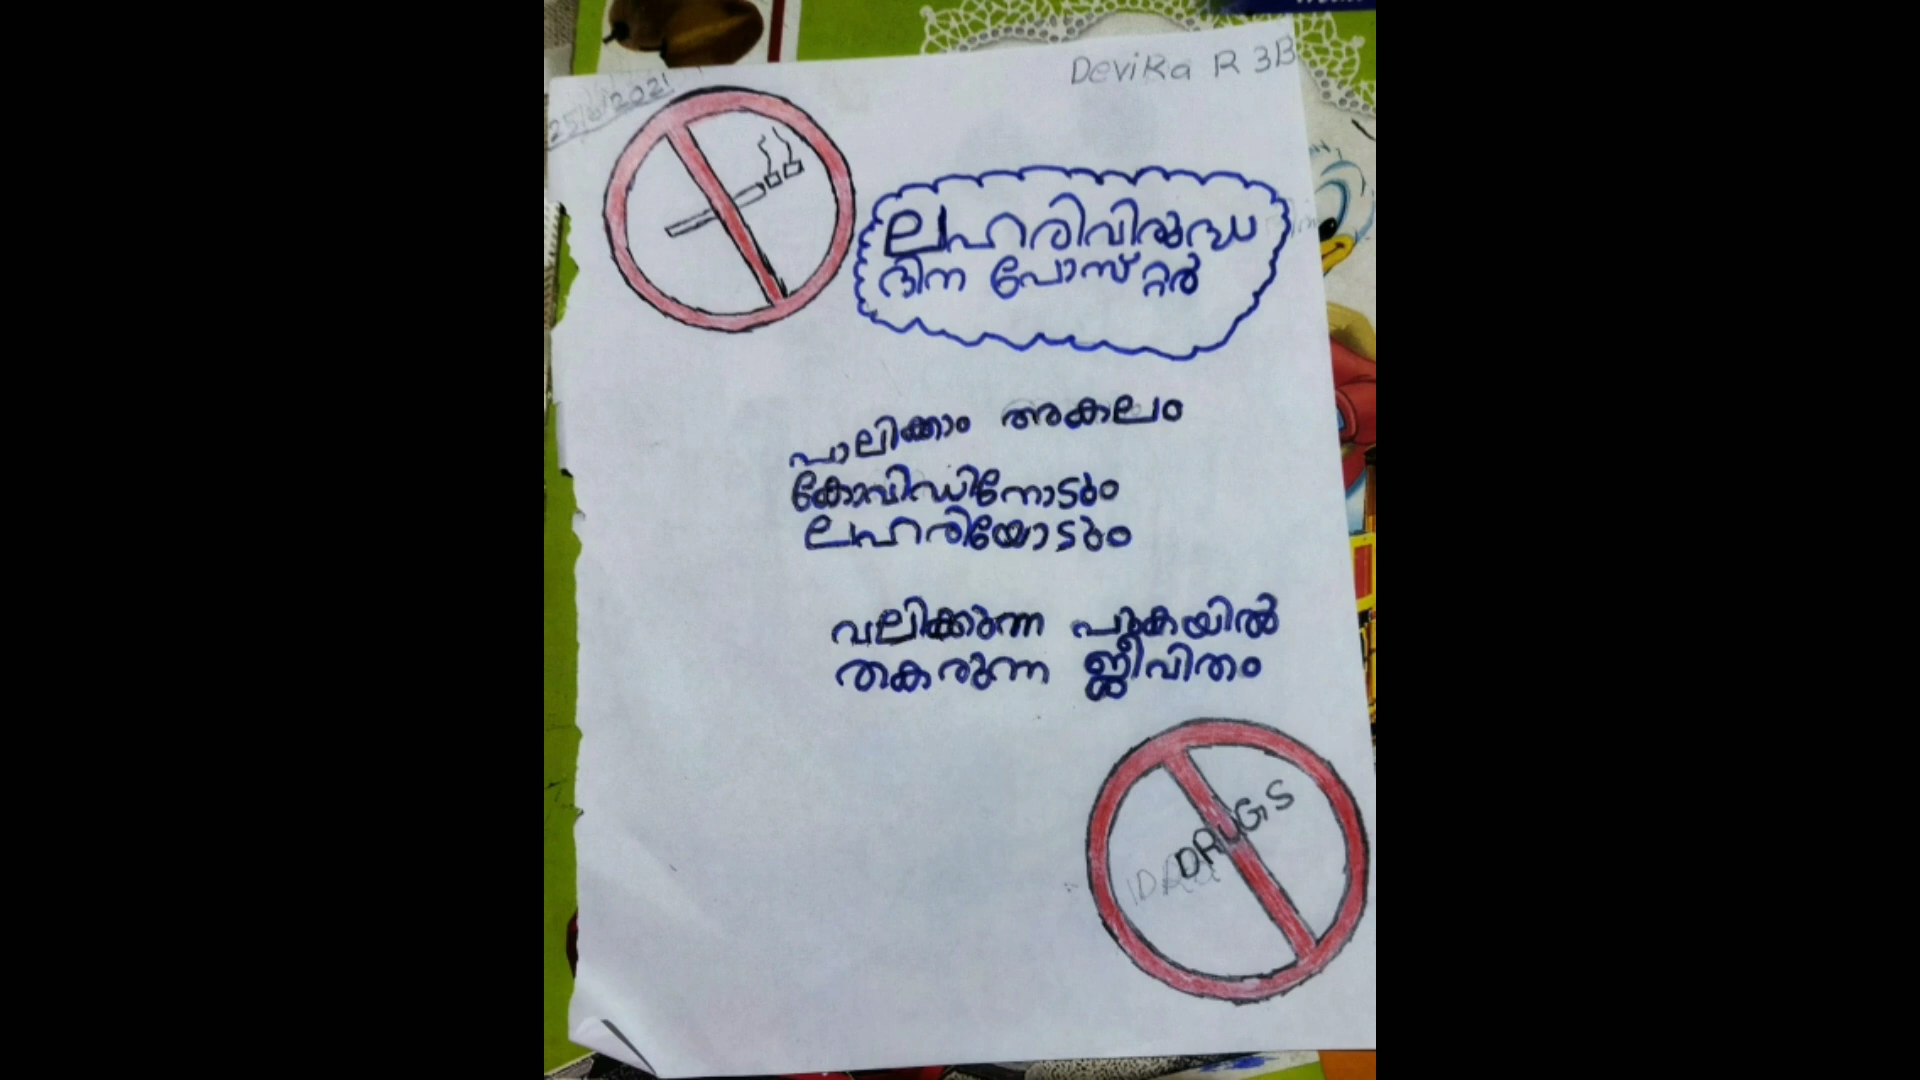 Devika R 3B
25/6/2021
ലഹരിവിരുദ്ധ
ദിന പോസ്റ്റർ
പാലിക്കാം അകലം
കോവിഡിനോടും
ലഹരിയോടും
വലിക്കുന്ന പുകയിൽ
തകരുന്ന ജീവിതം
DRUGS